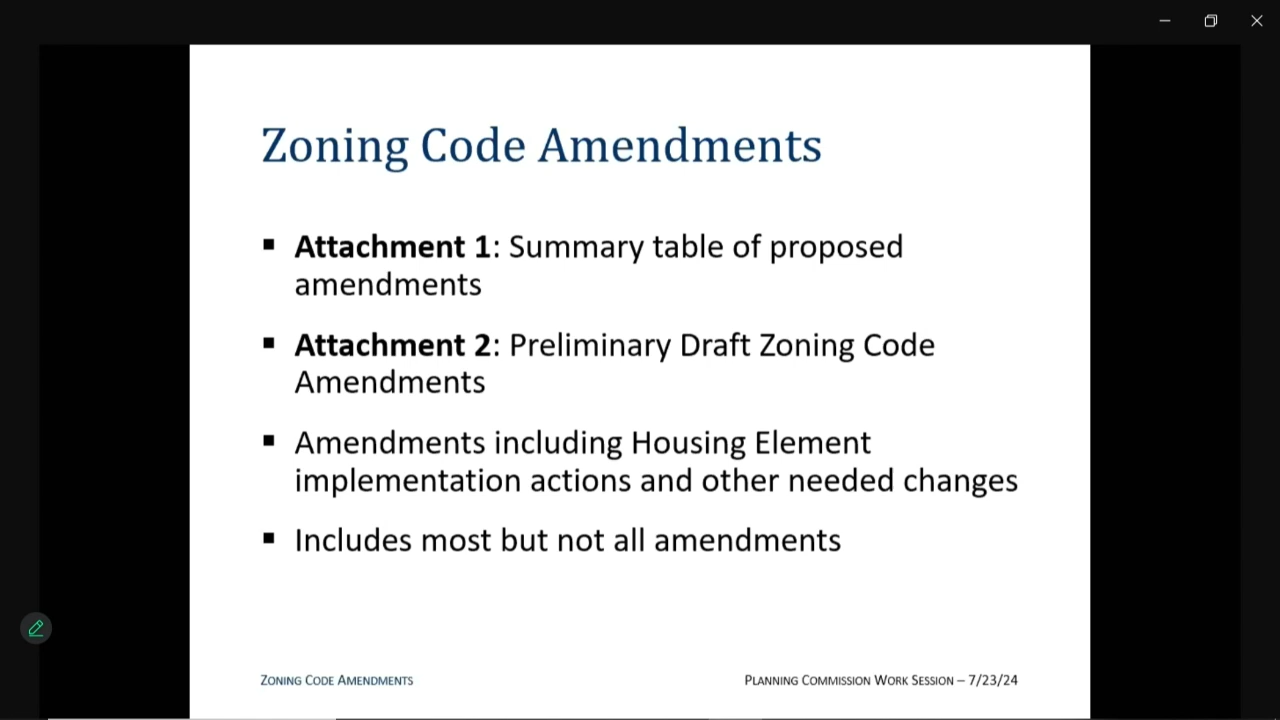 Zoning Code Amendments
▪ Attachment 1: Summary table of proposed
amendments
▪ Attachment 2: Preliminary Draft Zoning Code
Amendments
▪ Amendments including Housing Element
implementation actions and other needed changes
▪ Includes most but not all amendments
ZONING CODE AMENDMENTS
PLANNING COMMISSION WORK SESSION – 7/23/24